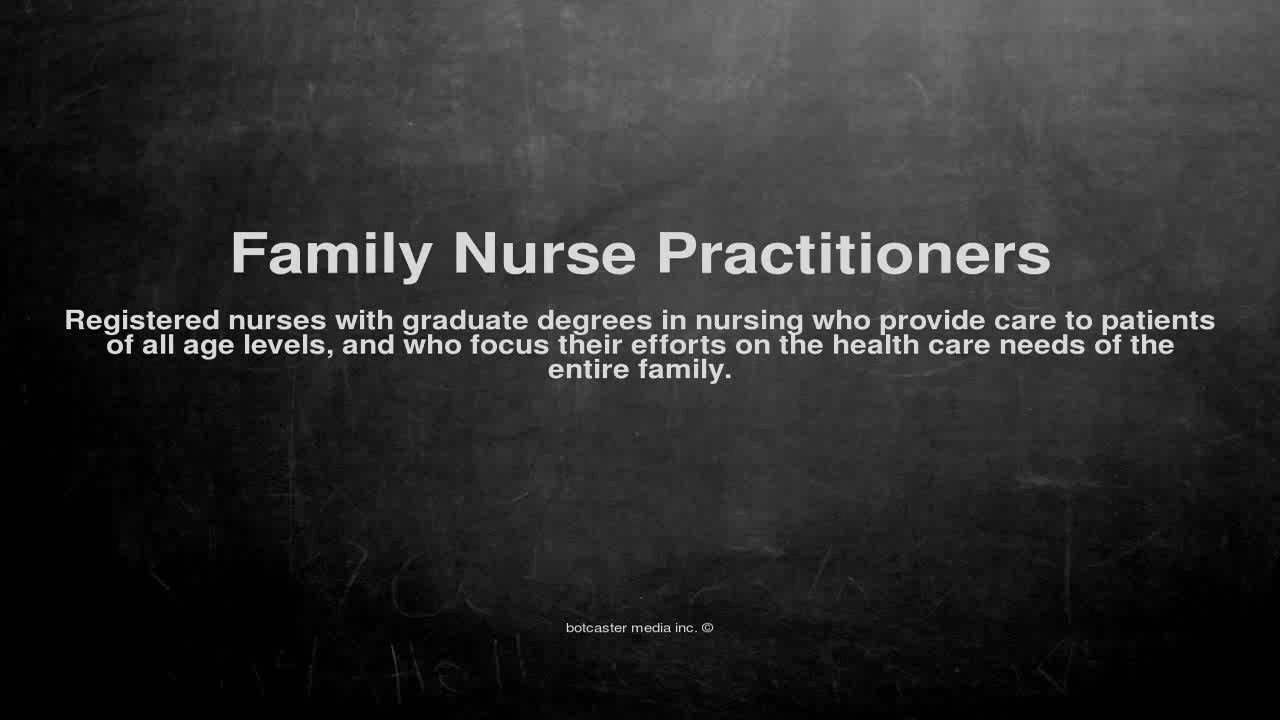 Family Nurse Practitioners
Registered nurses with graduate degrees in nursing who provide care to patients
of all age levels, and who focus their efforts on the health care needs of the
entire family.
botcaster media inc. ©